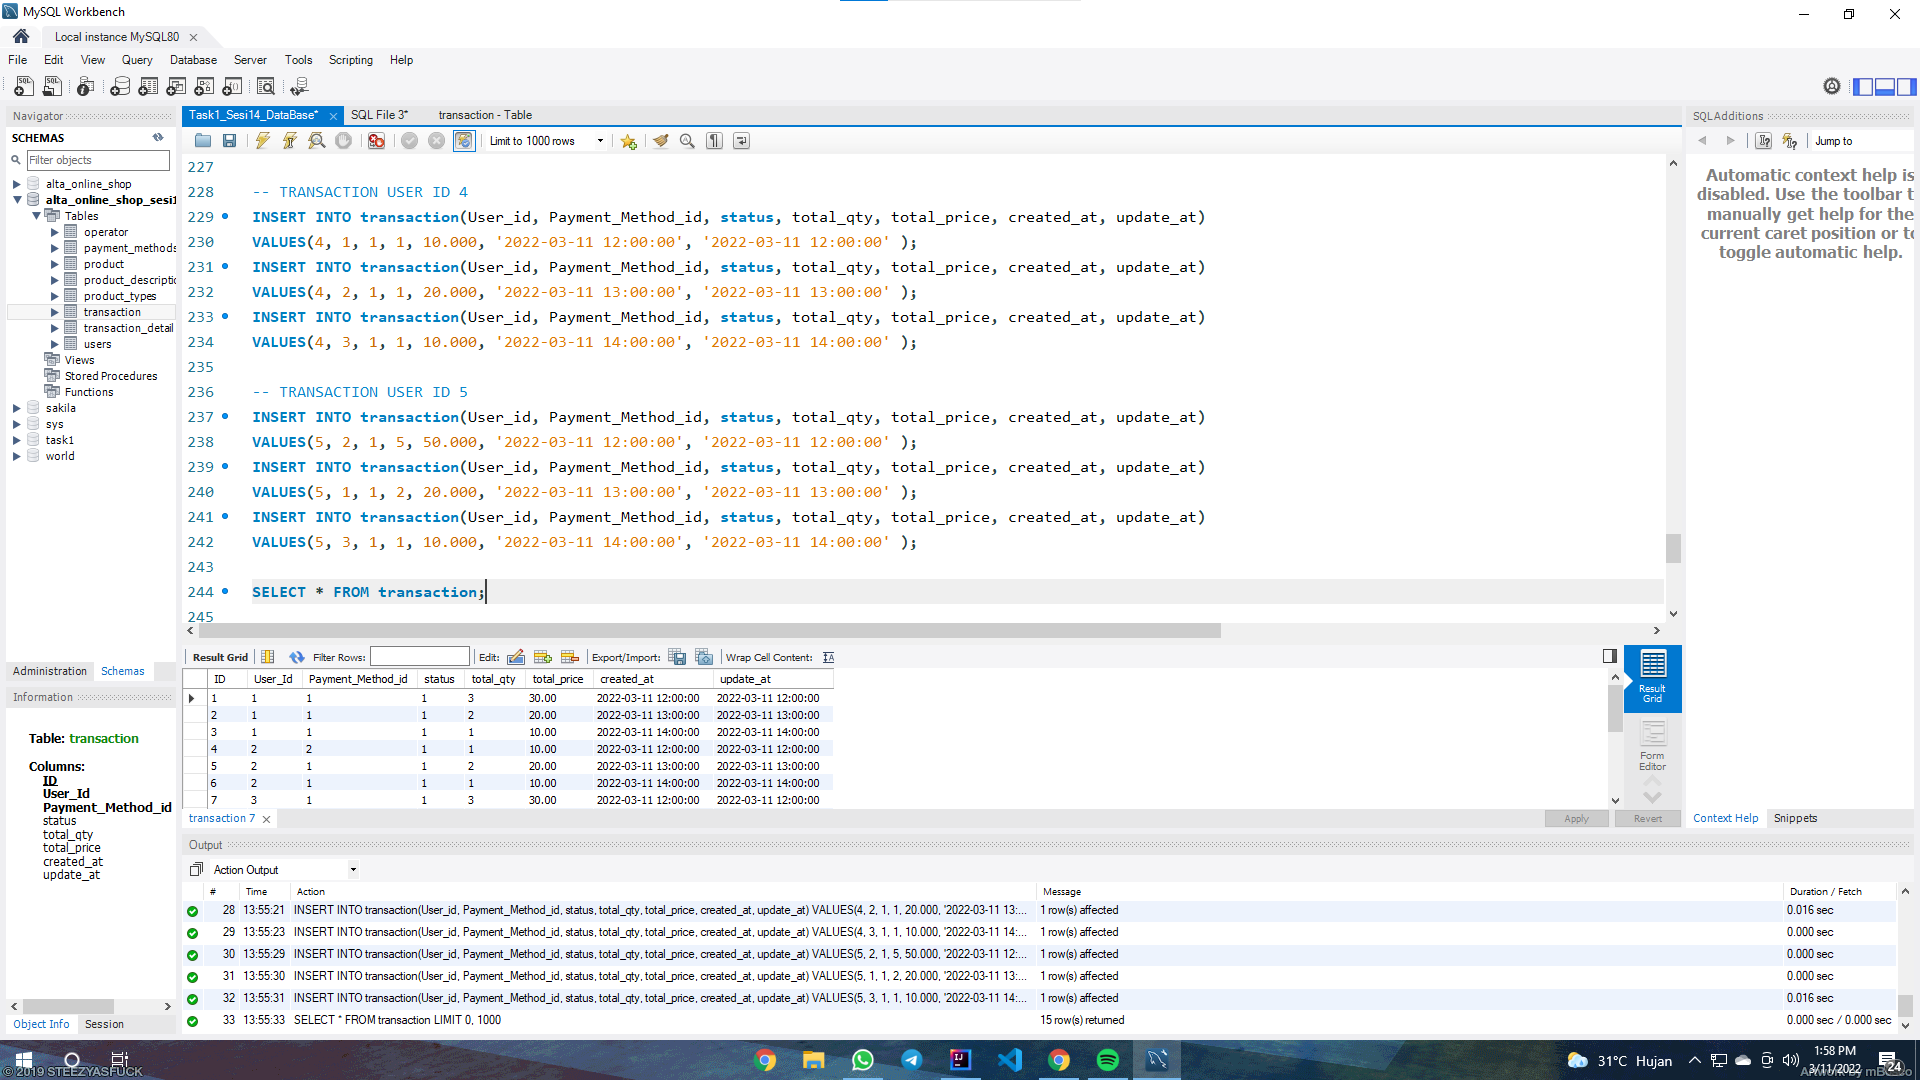 MySQL Workbench
Local instance MySQL80
File Edit View Query Database Server Tools Scripting Help
Navigator
SCHEMAS
Filter objects
alta_online_shop
alta_online_shop_sesi1
Tables
operator
payment_methods
product
product_descriptio
product_types
transaction
transaction_detail
users
Views
Stored Procedures
Functions
sakila
sys
task1
world
Administration Schemas
Information
Table: transaction
Columns:
ID
User_Id
Payment_Method_id
status
total_qty
total_price
created_at
update_at
Object Info Session
Task1_Sesi14_DataBase* SQL File 3* transaction - Table
Limit to 1000 rows
227
228 -- TRANSACTION USER ID 4
229 INSERT INTO transaction(User_id, Payment_Method_id, status, total_qty, total_price, created_at, update_at)
230 VALUES(4, 1, 1, 1, 10.000, '2022-03-11 12:00:00', '2022-03-11 12:00:00' );
231 INSERT INTO transaction(User_id, Payment_Method_id, status, total_qty, total_price, created_at, update_at)
232 VALUES(4, 2, 1, 1, 20.000, '2022-03-11 13:00:00', '2022-03-11 13:00:00' );
233 INSERT INTO transaction(User_id, Payment_Method_id, status, total_qty, total_price, created_at, update_at)
234 VALUES(4, 3, 1, 1, 10.000, '2022-03-11 14:00:00', '2022-03-11 14:00:00' );
235
236 -- TRANSACTION USER ID 5
237 INSERT INTO transaction(User_id, Payment_Method_id, status, total_qty, total_price, created_at, update_at)
238 VALUES(5, 2, 1, 5, 50.000, '2022-03-11 12:00:00', '2022-03-11 12:00:00' );
239 INSERT INTO transaction(User_id, Payment_Method_id, status, total_qty, total_price, created_at, update_at)
240 VALUES(5, 1, 1, 2, 20.000, '2022-03-11 13:00:00', '2022-03-11 13:00:00' );
241 INSERT INTO transaction(User_id, Payment_Method_id, status, total_qty, total_price, created_at, update_at)
242 VALUES(5, 3, 1, 1, 10.000, '2022-03-11 14:00:00', '2022-03-11 14:00:00' );
243
244 SELECT * FROM transaction;
245
Result Grid Filter Rows: Edit: Export/Import: Wrap Cell Content: IA
ID User_Id Payment_Method_id status total_qty total_price created_at update_at
1 1 1 1 3 30.00 2022-03-11 12:00:00 2022-03-11 12:00:00
2 1 1 1 2 20.00 2022-03-11 13:00:00 2022-03-11 13:00:00
3 1 1 1 1 10.00 2022-03-11 14:00:00 2022-03-11 14:00:00
4 2 2 1 1 10.00 2022-03-11 12:00:00 2022-03-11 12:00:00
5 2 1 1 2 20.00 2022-03-11 13:00:00 2022-03-11 13:00:00
6 2 1 1 1 10.00 2022-03-11 14:00:00 2022-03-11 14:00:00
7 3 1 1 3 30.00 2022-03-11 12:00:00 2022-03-11 12:00:00
Result
Grid
Form
Editor
transaction 7 Apply Revert
SQLAdditions
Jump to
Automatic context help is
disabled. Use the toolbar t
manually get help for the
current caret position or to
toggle automatic help.
Context Help Snippets
Output
Action Output
# Time Action Message Duration / Fetch
28 13:55:21 INSERT INTO transaction(User_id, Payment_Method_id, status, total_qty, total_price, created_at, update_at) VALUES(4, 2, 1, 1, 20.000, '2022-03-11 13:... 1 row(s) affected 0.016 sec
29 13:55:23 INSERT INTO transaction(User_id, Payment_Method_id, status, total_qty, total_price, created_at, update_at) VALUES(4, 3, 1, 1, 10.000, '2022-03-11 14:... 1 row(s) affected 0.000 sec
30 13:55:29 INSERT INTO transaction(User_id, Payment_Method_id, status, total_qty, total_price, created_at, update_at) VALUES(5, 2, 1, 5, 50.000, '2022-03-11 12:... 1 row(s) affected 0.000 sec
31 13:55:30 INSERT INTO transaction(User_id, Payment_Method_id, status, total_qty, total_price, created_at, update_at) VALUES(5, 1, 1, 2, 20.000, '2022-03-11 13:... 1 row(s) affected 0.000 sec
32 13:55:31 INSERT INTO transaction(User_id, Payment_Method_id, status, total_qty, total_price, created_at, update_at) VALUES(5, 3, 1, 1, 10.000, '2022-03-11 14:... 1 row(s) affected 0.016 sec
33 13:55:33 SELECT * FROM transaction LIMIT 0, 1000 15 row(s) returned 0.000 sec / 0.000 sec
© 2019 STEEZYASFUCK
31°C Hujan
1:58 PM
3/11/2022
24
Artwork by